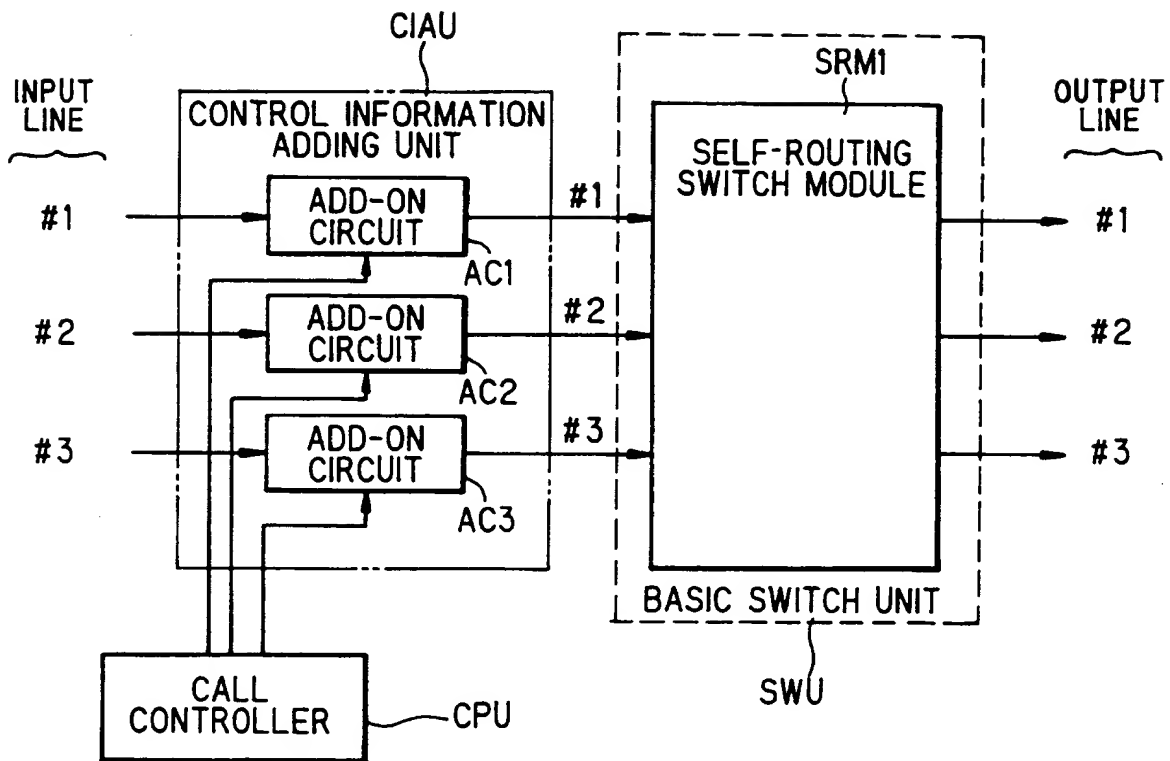 CIAU
SRM1
INPUT
LINE
OUTPUT
LINE
CONTROL INFORMATION
ADDING UNIT
SELF-ROUTING
SWITCH MODULE
#1
ADD-ON
CIRCUIT
AC1
#1
#1
#2
ADD-ON
CIRCUIT
AC2
#2
#2
#3
ADD-ON
CIRCUIT
AC3
#3
#3
BASIC SWITCH UNIT
SWU
CALL
CONTROLLER
CPU